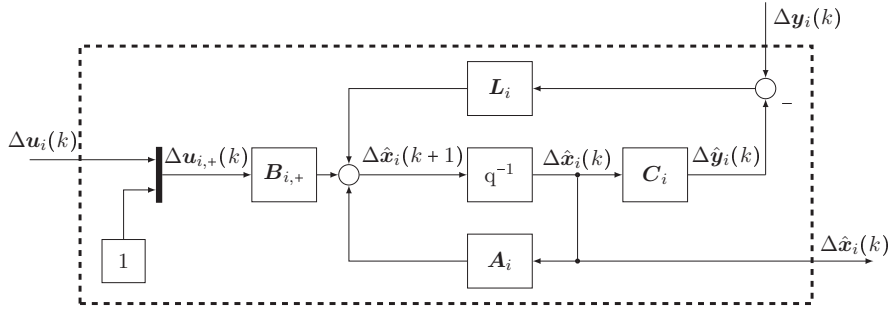 Δy_i(k)
L_i
–
Δu_i(k)
Δu_{i,+}(k)
Δx̂_i(k+1)
Δx̂_i(k)
Δŷ_i(k)
B_{i,+}
q⁻¹
C_i
1
A_i
Δx̂_i(k)